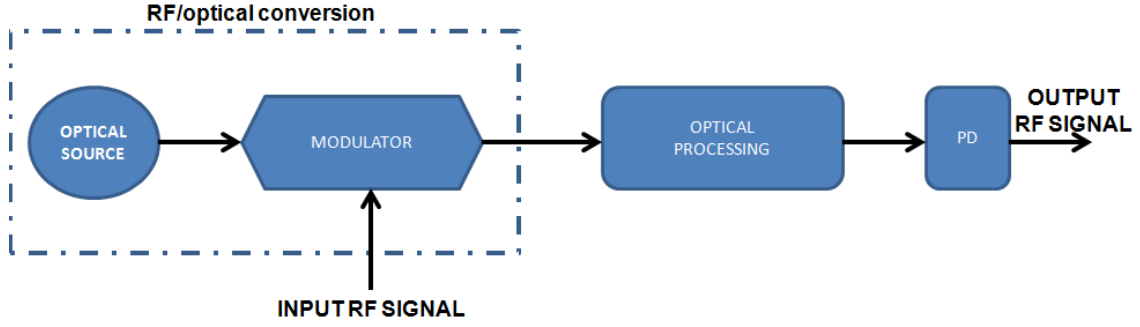 RF/optical conversion
OPTICAL
SOURCE
MODULATOR
OPTICAL
PROCESSING
PD
OUTPUT
RF SIGNAL
INPUT RF SIGNAL